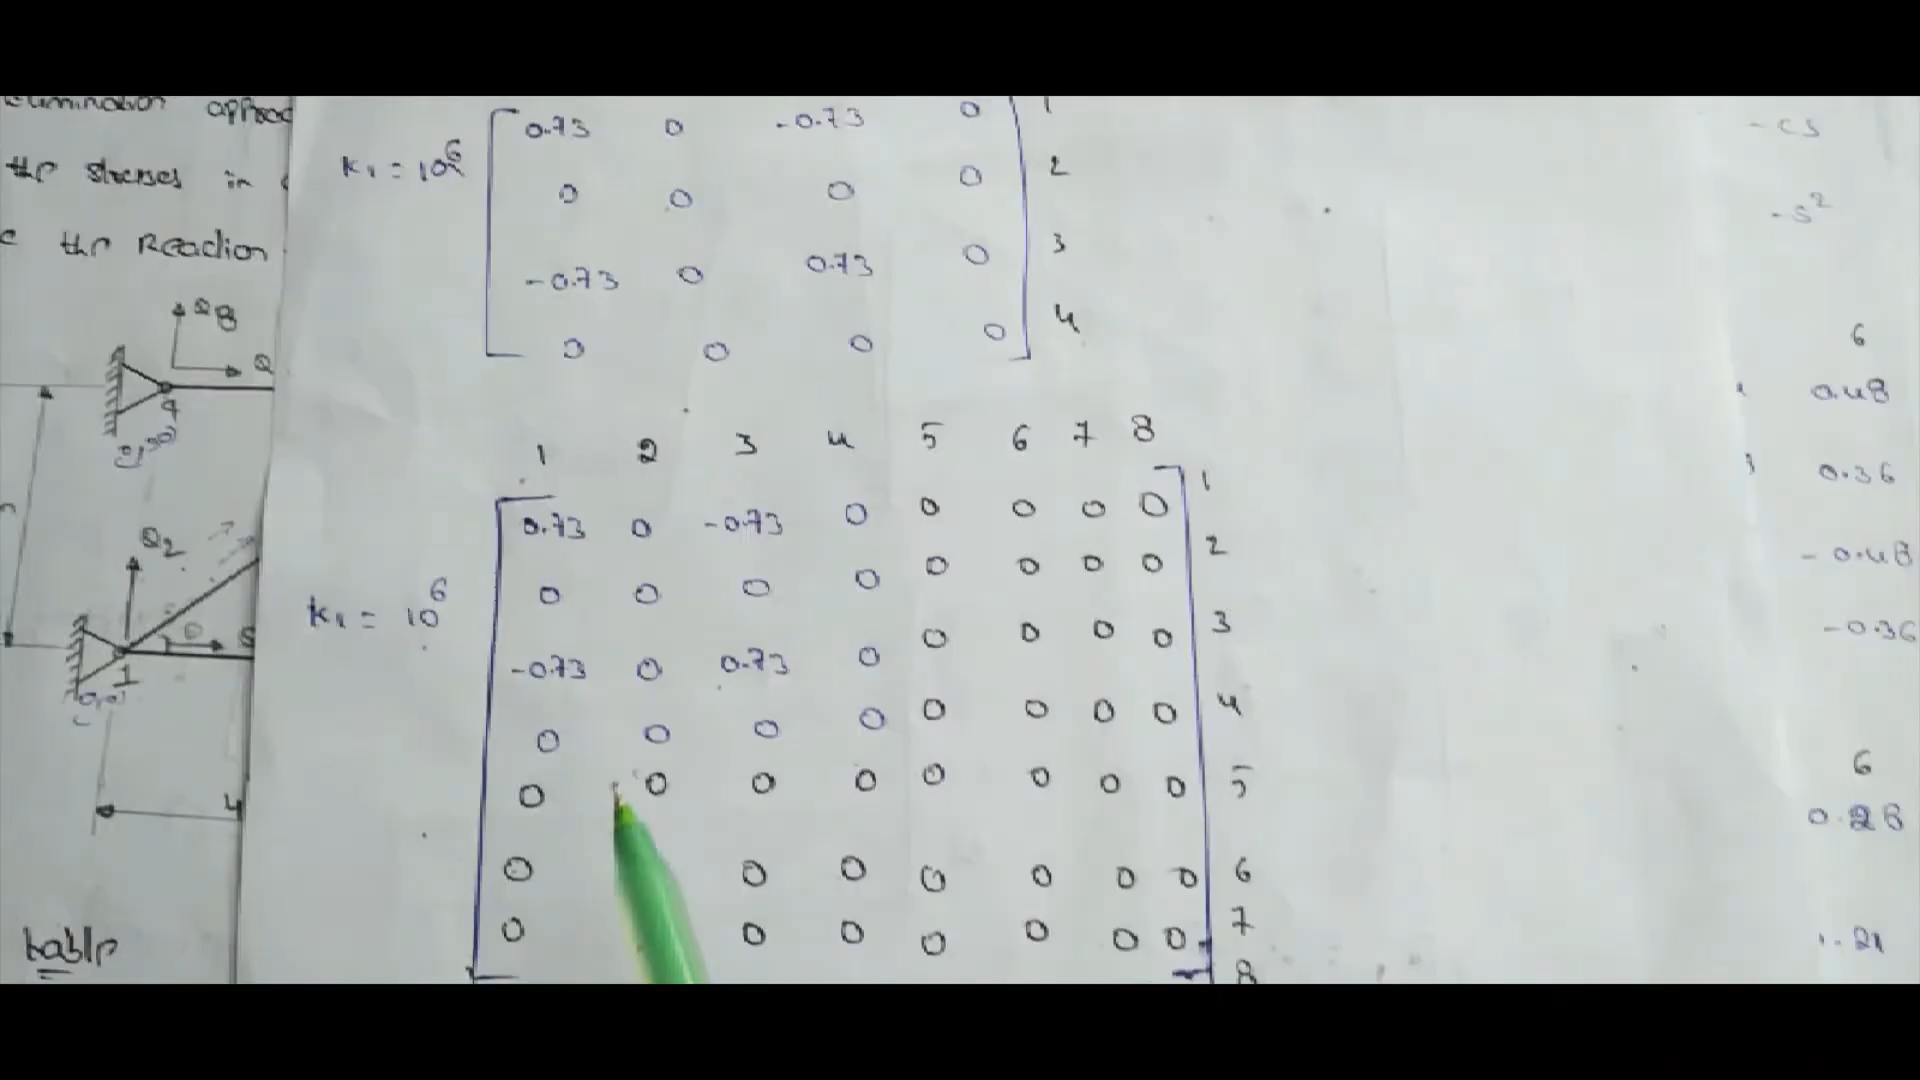 elimination approac
the stresses in
e the Reaction
Q8
Q
4
Q2
θ
1
4
table
K1 = 10^6
0.73 0 -0.73 0 1
0 0 0 0 2
-0.73 0 0.73 0 3
0 0 0 0 4
1 2 3 4 5 6 7 8
K1 = 10^6
0.73 0 -0.73 0 0 0 0 0 1
0 0 0 0 0 0 0 0 2
-0.73 0 0.73 0 0 0 0 0 3
0 0 0 0 0 0 0 0 4
0 0 0 0 0 0 0 0 5
0 0 0 0 0 0 0 6
0 0 0 0 0 0 0 7
8
-cs
-s²
6
0.48
0.36
-0.48
-0.36
6